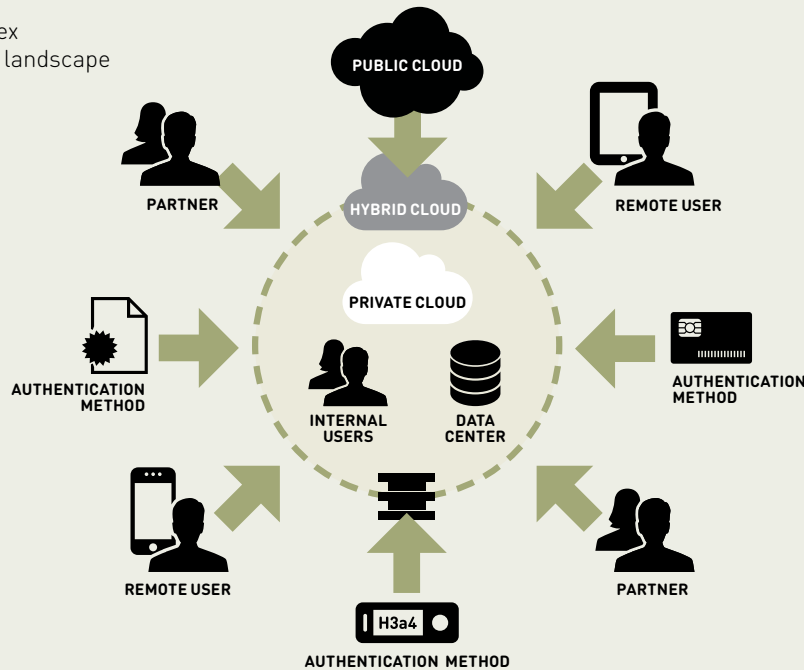 ex
landscape
PUBLIC CLOUD
PARTNER
HYBRID CLOUD
REMOTE USER
PRIVATE CLOUD
AUTHENTICATION
METHOD
INTERNAL
USERS
DATA
CENTER
AUTHENTICATION
METHOD
REMOTE USER
PARTNER
H3a4
AUTHENTICATION METHOD